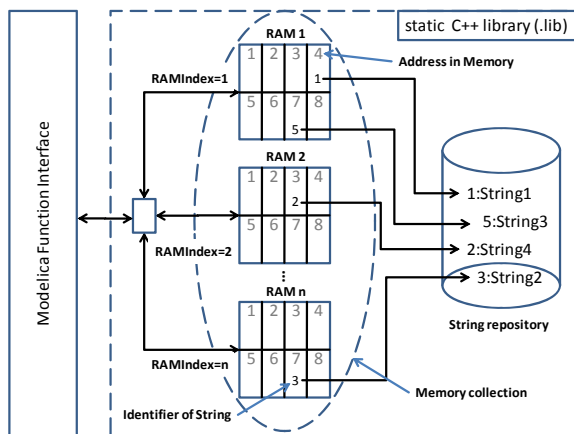 static C++ library (.lib)
Modelica Function Interface
RAM 1
1 2 3 4
1
5 6 7 8
5
RAMIndex=1
Address in Memory
RAM 2
1 2 3 4
2
5 6 7 8
RAMIndex=2
...
RAM n
1 2 3 4
5 6 7 8
3
RAMIndex=n
1:String1
5:String3
2:String4
3:String2
String repository
Memory collection
Identifier of String